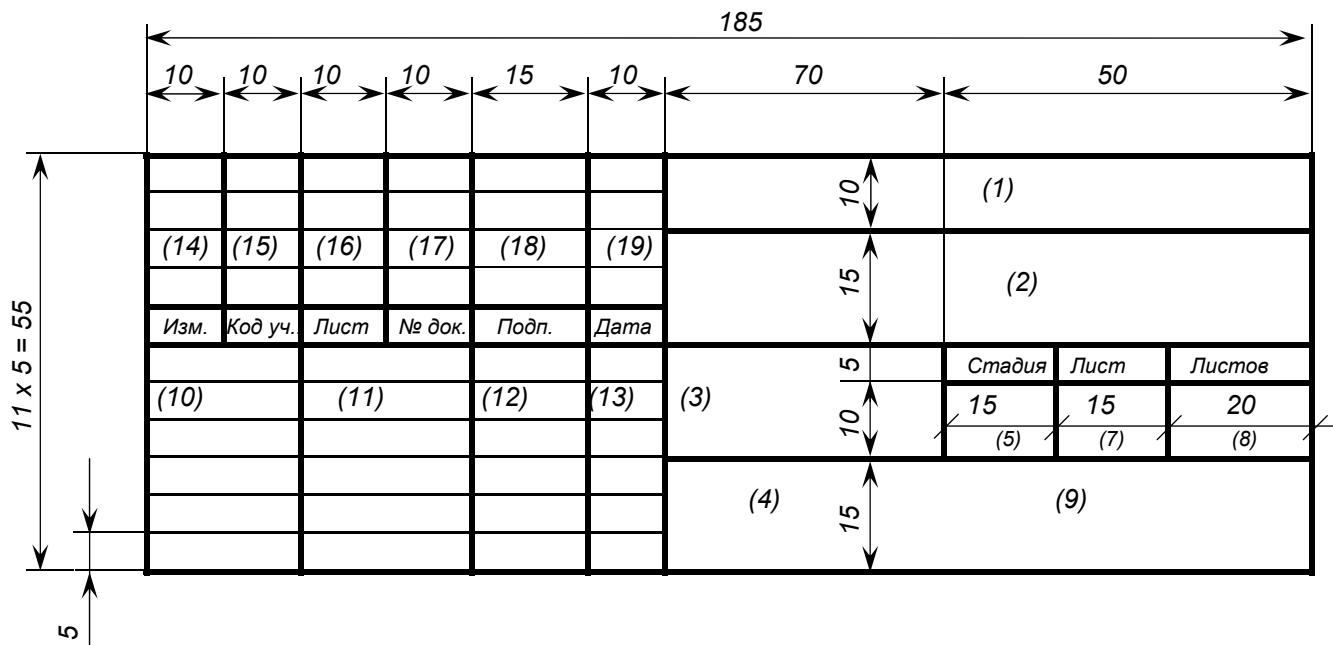 185
10 10 10 10 15 10 70 50
10 (1)
(14) (15) (16) (17) (18) (19)
15 (2)
11 x 5 = 55
Изм. Код уч.. Лист № док. Подп. Дата 5 Стадия Лист Листов
(10) (11) (12) (13) (3) 10 15 15 20
(5) (7) (8)
(4) 15 (9)
5